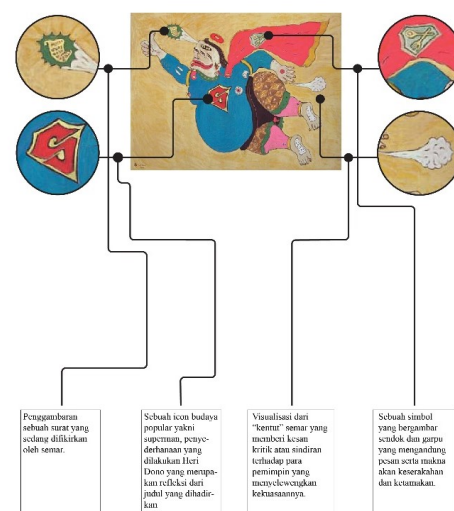 Penggambaran
sebuah surat yang
sedang difikirkan
oleh semar.
Sebuah icon budaya
popular yakni
superman, penye-
derhanaan yang
dilakukan Heri
Dono yang merupa-
kan refleksi dari
judul yang dihadir-
kan
Visualisasi dari
“kentut” semar yang
memberi kesan
kritik atau sindiran
terhadap para
pemimpin yang
menyelewengkan
kekuasaannya.
Sebuah simbol
yang bergambar
sendok dan garpu
yang mengandung
pesan serta makna
akan keserakahan
dan ketamakan.